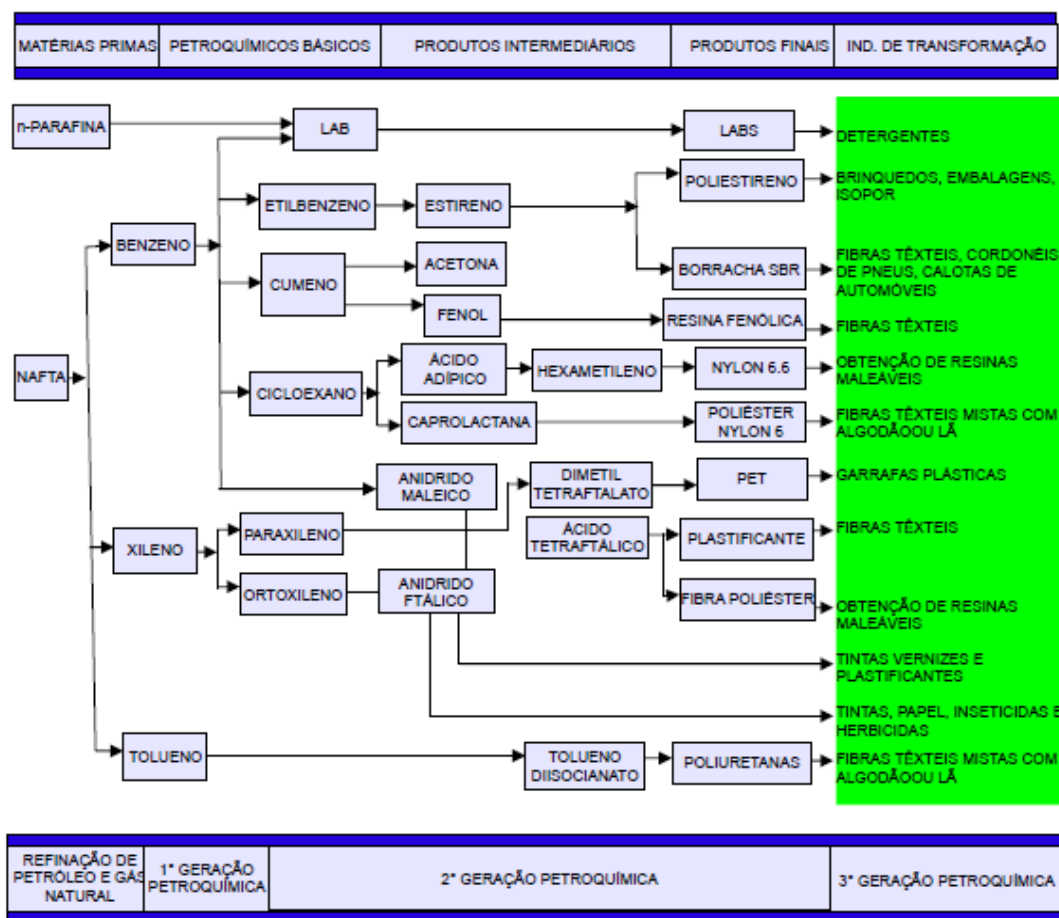 MATÉRIAS PRIMAS
PETROQUÍMICOS BÁSICOS
PRODUTOS INTERMEDIÁRIOS
PRODUTOS FINAIS
IND. DE TRANSFORMAÇÃO
n-PARAFINA
LAB
LABS
DETERGENTES
POLIESTIRENO
BRINQUEDOS, EMBALAGENS,
ISOPOR
ETILBENZENO
ESTIRENO
BENZENO
ACETONA
BORRACHA SBR
FIBRAS TÊXTEIS, CORDONÉIS
DE PNEUS, CALOTAS DE
AUTOMÓVEIS
CUMENO
FENOL
RESINA FENÓLICA
FIBRAS TÊXTEIS
NAFTA
ÁCIDO
ADÍPICO
HEXAMETILENO
NYLON 6.6
OBTENÇÃO DE RESINAS
MALEÁVEIS
CICLOEXANO
CAPROLACTANA
POLIÉSTER
NYLON 6
FIBRAS TÊXTEIS MISTAS COM
ALGODÃOOU LÃ
ANIDRIDO
MALEICO
DIMETIL
TETRAFTALATO
PET
GARRAFAS PLÁSTICAS
XILENO
PARAXILENO
ÁCIDO
TETRAFTÁLICO
PLASTIFICANTE
FIBRAS TÊXTEIS
ORTOXILENO
ANIDRIDO
FTÁLICO
FIBRA POLIÉSTER
OBTENÇÃO DE RESINAS
MALEÁVEIS
TINTAS VERNIZES E
PLASTIFICANTES
TINTAS, PAPEL, INSETICIDAS E
HERBICIDAS
TOLUENO
TOLUENO
DIISOCIANATO
POLIURETANAS
FIBRAS TÊXTEIS MISTAS COM
ALGODÃOOU LÃ
REFINAÇÃO DE
PETRÓLEO E GÁS
NATURAL
1ª GERAÇÃO
PETROQUÍMICA
2ª GERAÇÃO PETROQUÍMICA
3ª GERAÇÃO PETROQUÍMICA